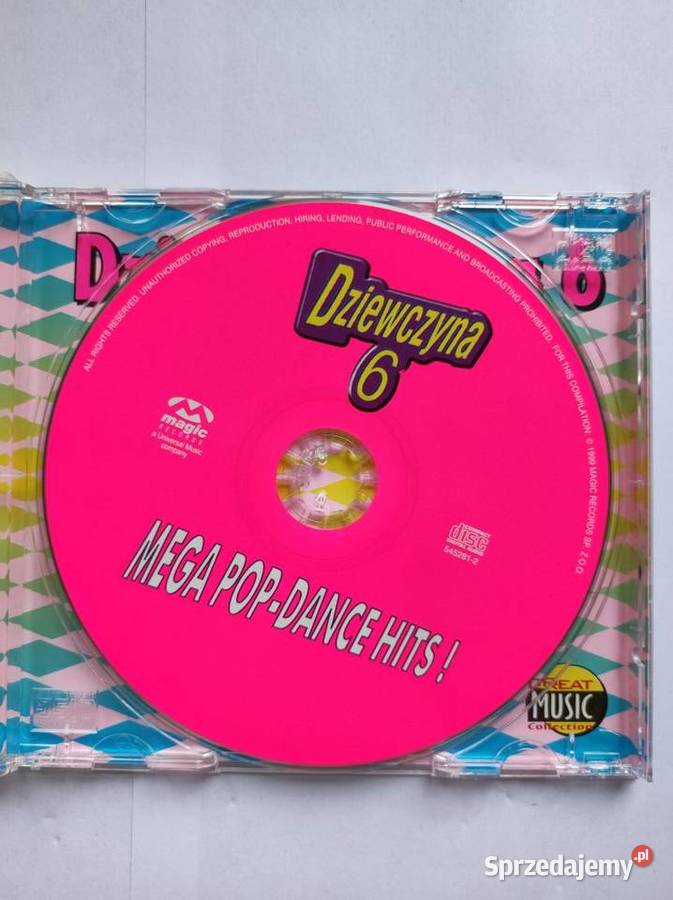 ALL RIGHTS RESERVED. UNAUTHORIZED COPYING, REPRODUCTION, HIRING, LENDING, PUBLIC PERFORMANCE AND BROADCASTING PROHIBITED. FOR THIS COMPILATION: © 1999 MAGIC RECORDS SP. Z O.O.
Dziewczyna
6
6
magic
RECORDS
a Universal Music
company
COMPACT
disc
DIGITAL AUDIO
545281-2
MEGA POP-DANCE HITS !
GREAT
MUSIC
Collection
Sprzedajemy.pl